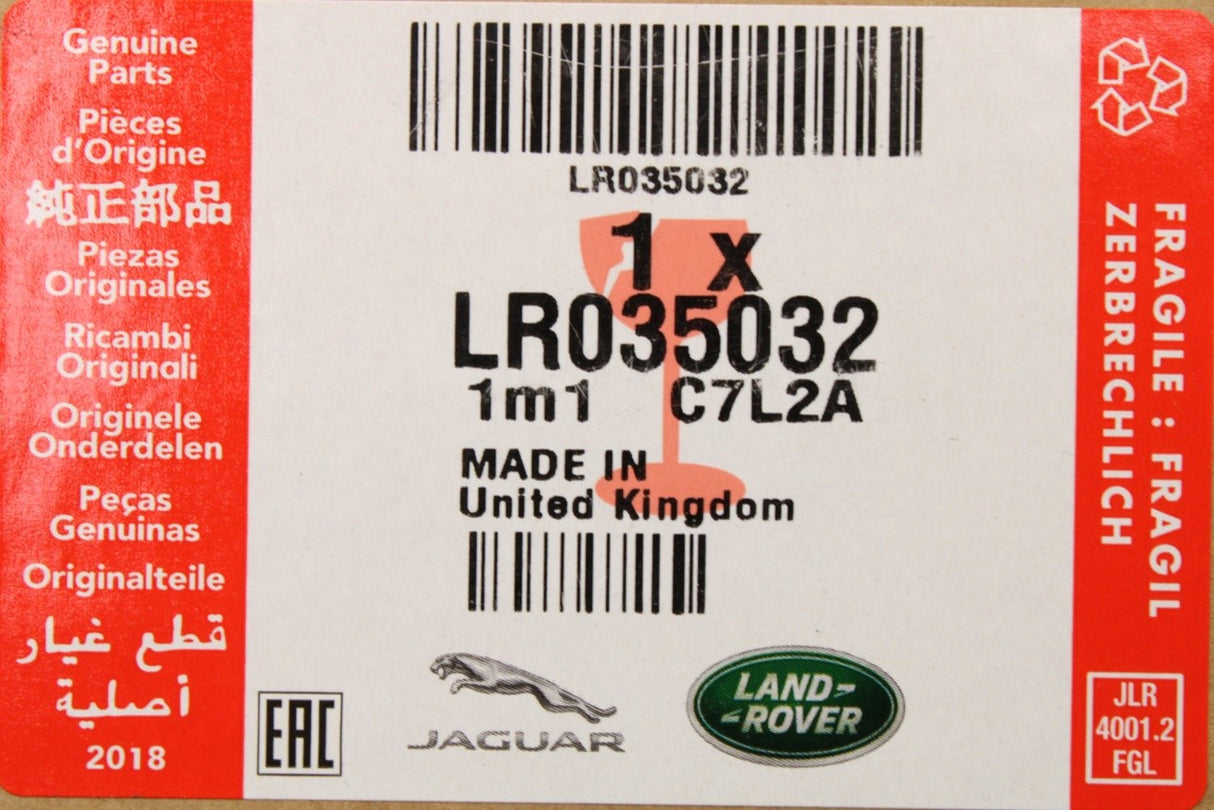 Genuine
Parts
Pièces
d'Origine
純正部品
Piezas
Originales
Ricambi
Originali
Originele
Onderdelen
Peças
Genuinas
Originalteile
قطع غيار
أصلية
2018
LR035032
1 x
LR035032
1m1 C7L2A
MADE IN
United Kingdom
EAC
JAGUAR
LAND-
-ROVER
FRAGILE : FRAGIL
ZERBRECHLICH
JLR
4001.2
FGL